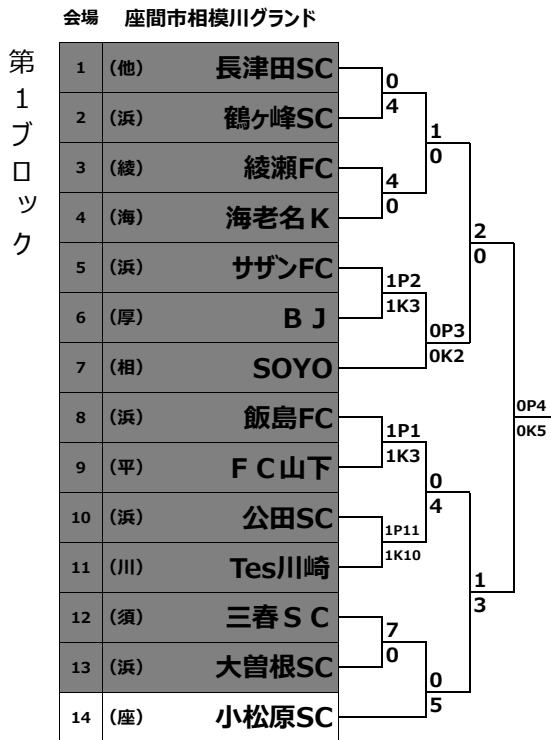 会場 座間市相模川グランド
第1ブロック
1 (他) 長津田SC
2 (浜) 鶴ヶ峰SC
3 (綾) 綾瀬FC
4 (海) 海老名K
5 (浜) サザンFC
6 (厚) BJ
7 (相) SOYO
8 (浜) 飯島FC
9 (平) FC山下
10 (浜) 公田SC
11 (川) Tes川崎
12 (須) 三春SC
13 (浜) 大曽根SC
14 (座) 小松原SC
0
4
4
0
1P2
1K3
1P1
1K3
1P11
1K10
7
0
1
0
0P3
0K2
0
4
0
5
2
0
1
3
0P4
0K5